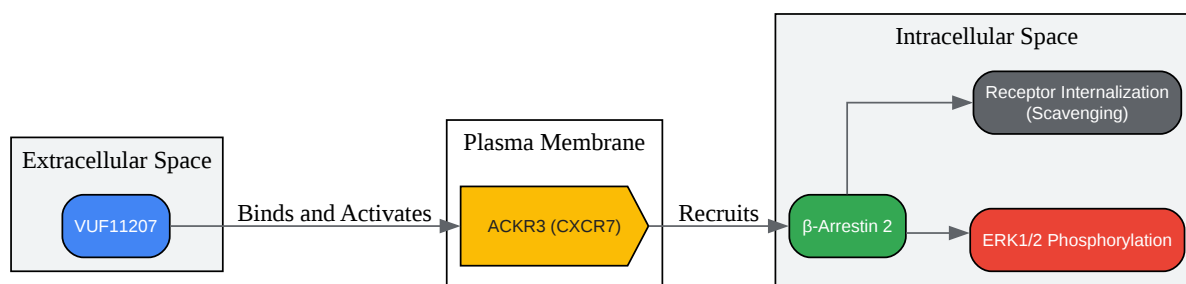 Extracellular Space
VUF11207
Binds and Activates
Plasma Membrane
ACKR3 (CXCR7)
Recruits
Intracellular Space
β-Arrestin 2
Receptor Internalization
(Scavenging)
ERK1/2 Phosphorylation